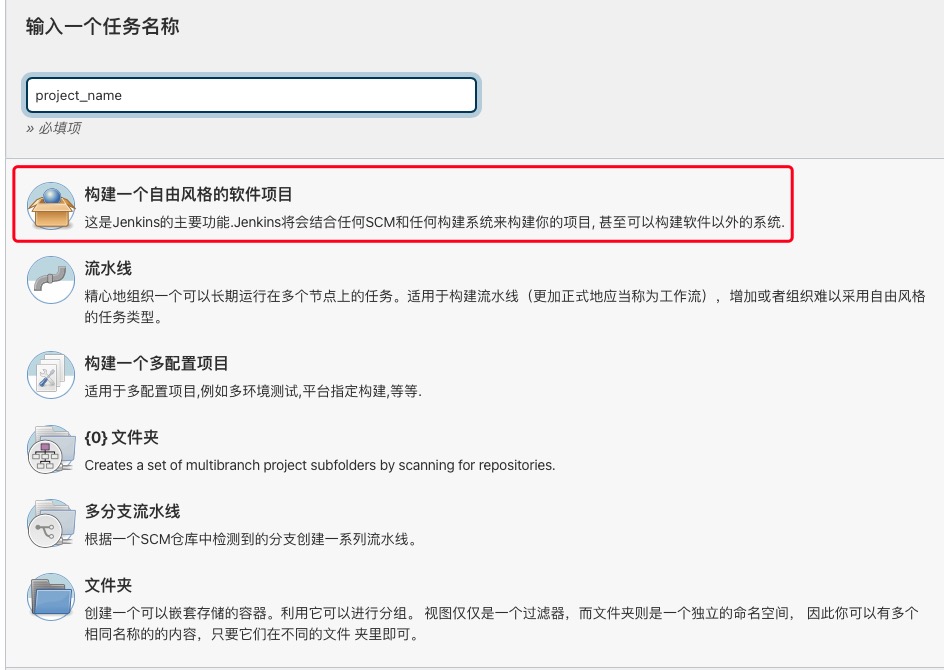 输入一个任务名称
project_name
» 必填项
构建一个自由风格的软件项目
这是Jenkins的主要功能.Jenkins将会结合任何SCM和任何构建系统来构建你的项目, 甚至可以构建软件以外的系统.
流水线
精心地组织一个可以长期运行在多个节点上的任务。适用于构建流水线（更加正式地应当称为工作流），增加或者组织难以采用自由风格
的任务类型。
构建一个多配置项目
适用于多配置项目,例如多环境测试,平台指定构建,等等.
{0} 文件夹
Creates a set of multibranch project subfolders by scanning for repositories.
多分支流水线
根据一个SCM仓库中检测到的分支创建一系列流水线。
文件夹
创建一个可以嵌套存储的容器。利用它可以进行分组。 视图仅仅是一个过滤器，而文件夹则是一个独立的命名空间， 因此你可以有多个
相同名称的的内容，只要它们在不同的文件 夹里即可。